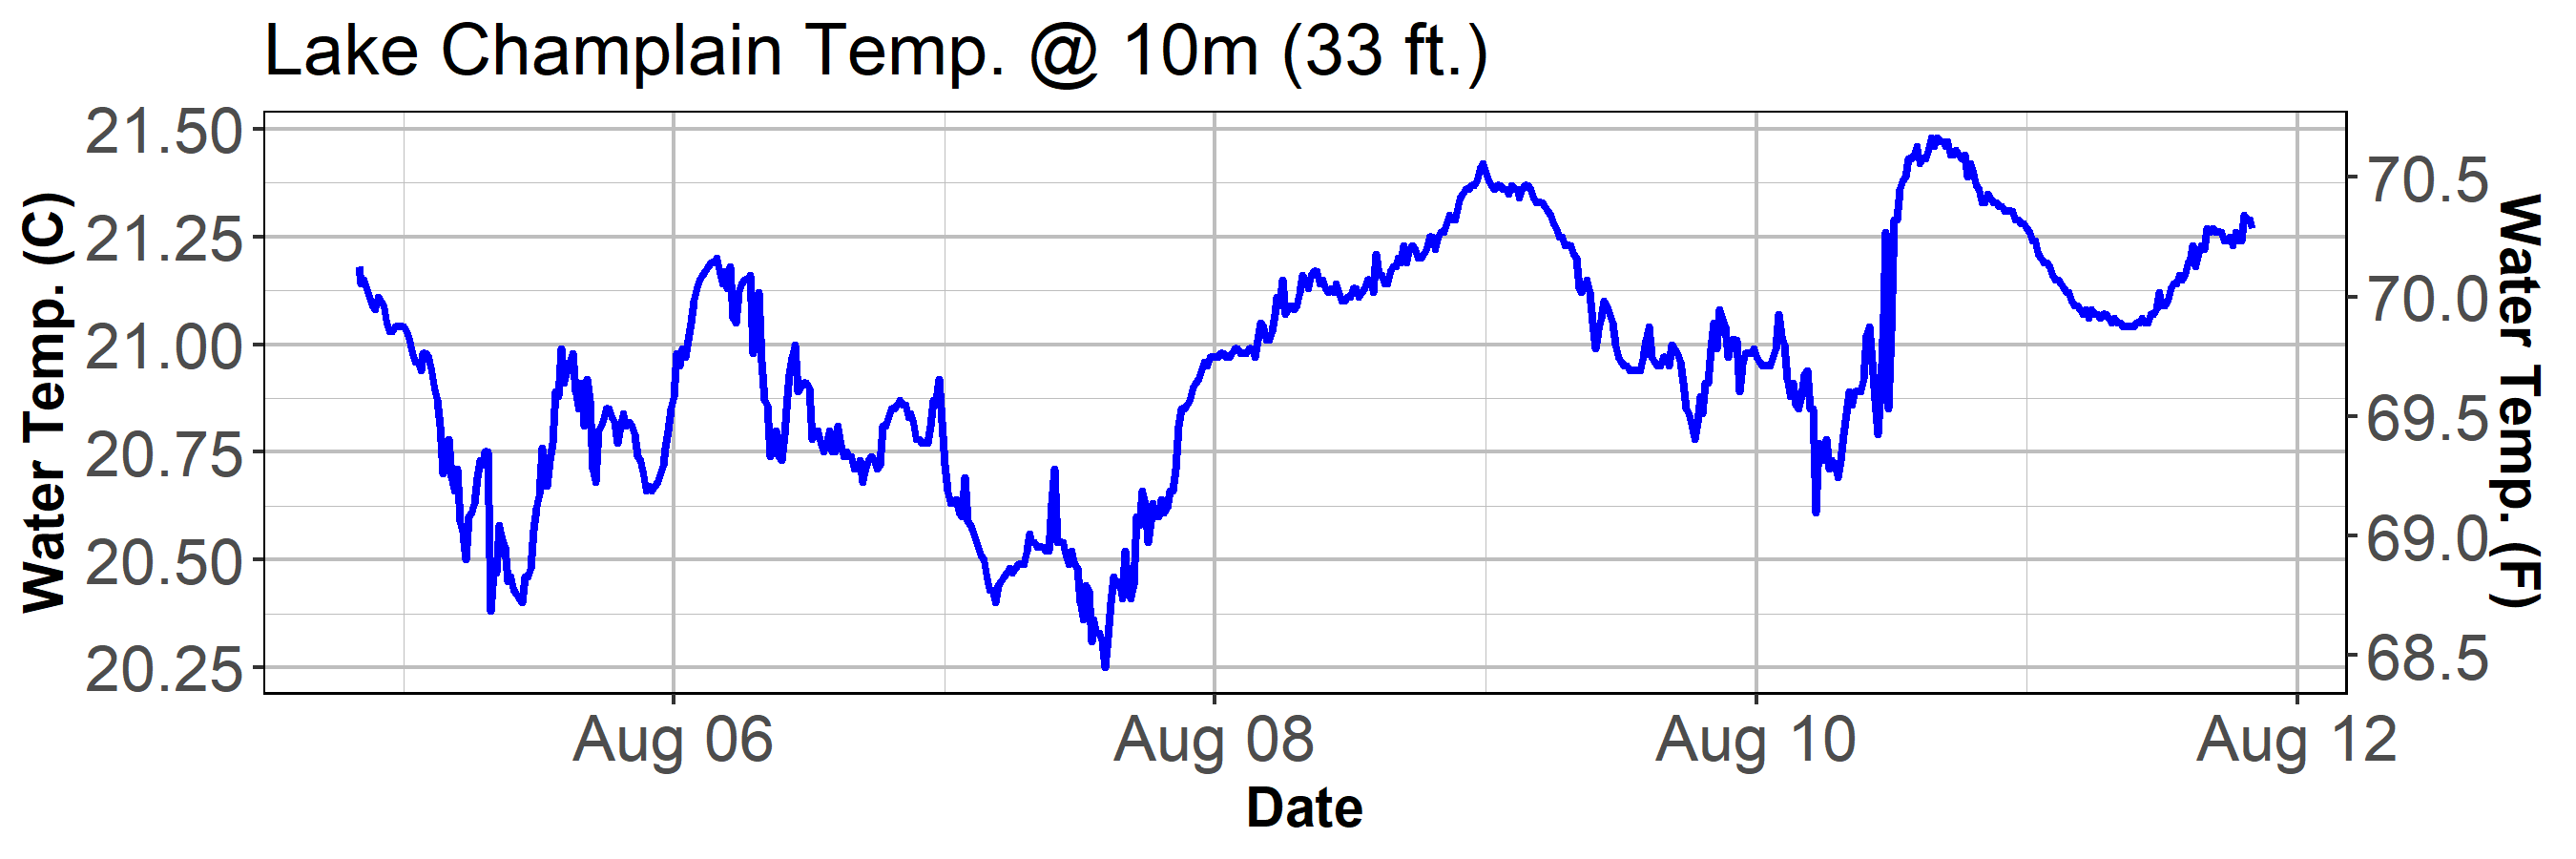 Lake Champlain Temp. @ 10m (33 ft.)
Water Temp. (C)
21.50
21.25
21.00
20.75
20.50
20.25
70.5
70.0
69.5
69.0
68.5
Water Temp. (F)
Aug 06
Aug 08
Aug 10
Aug 12
Date